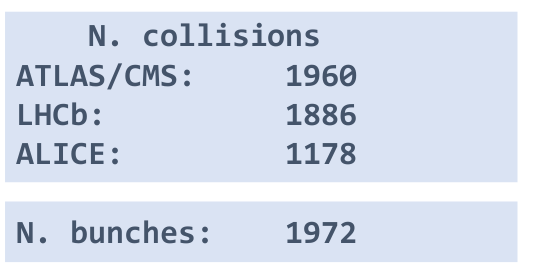 N. collisions
ATLAS/CMS: 1960
LHCb: 1886
ALICE: 1178
N. bunches: 1972